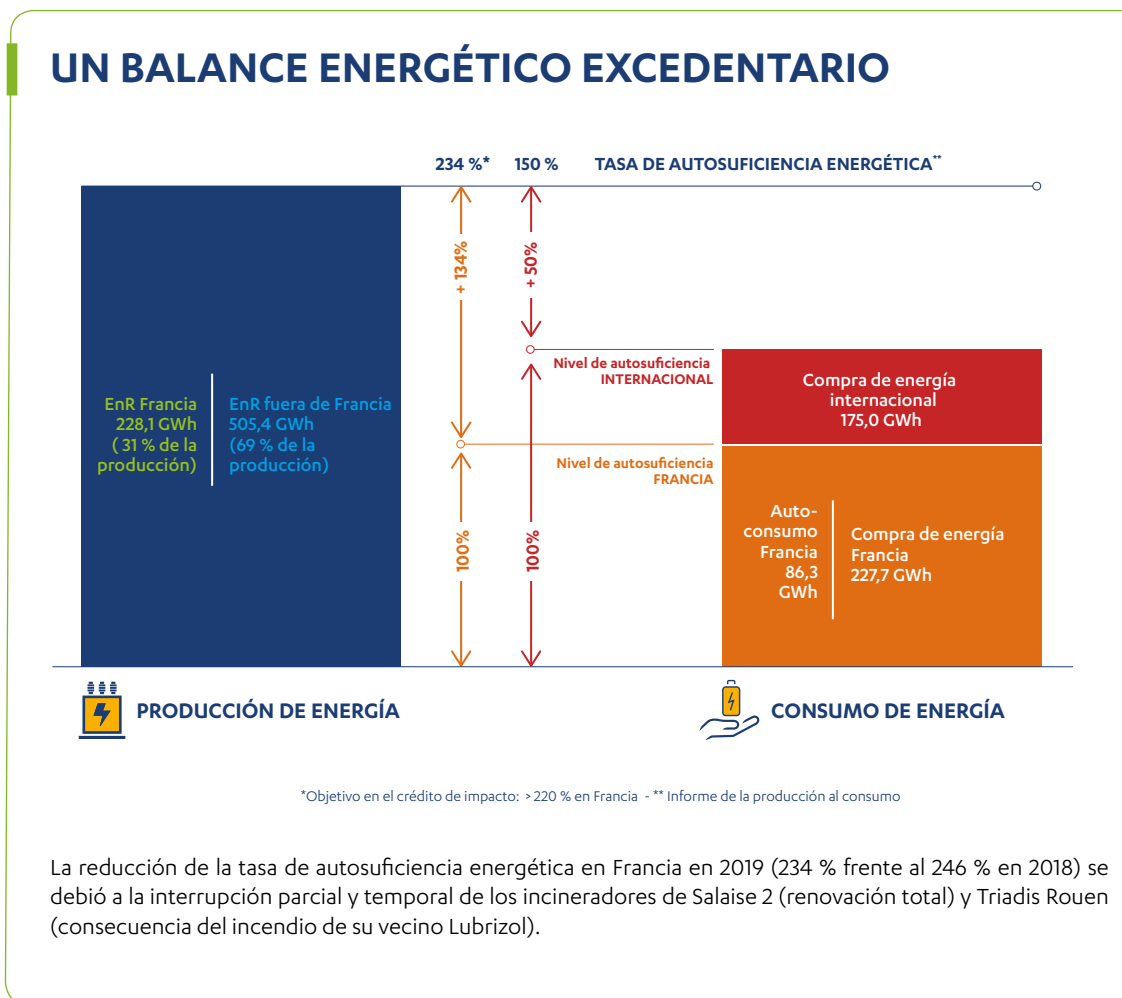 UN BALANCE ENERGÉTICO EXCEDENTARIO
234 %* 150 % TASA DE AUTOSUFICIENCIA ENERGÉTICA**
+ 134%
+ 50%
Nivel de autosuficiencia
INTERNACIONAL
Compra de energía
internacional
175,0 GWh
EnR Francia
228,1 GWh
( 31 % de la
producción)
EnR fuera de Francia
505,4 GWh
(69 % de la
producción)
Nivel de autosuficiencia
FRANCIA
100%
100%
Auto-
consumo
Francia
86,3
GWh
Compra de energía
Francia
227,7 GWh
PRODUCCIÓN DE ENERGÍA
CONSUMO DE ENERGÍA
*Objetivo en el crédito de impacto: > 220 % en Francia - ** Informe de la producción al consumo
La reducción de la tasa de autosuficiencia energética en Francia en 2019 (234 % frente al 246 % en 2018) se
debió a la interrupción parcial y temporal de los incineradores de Salaise 2 (renovación total) y Triadis Rouen
(consecuencia del incendio de su vecino Lubrizol).